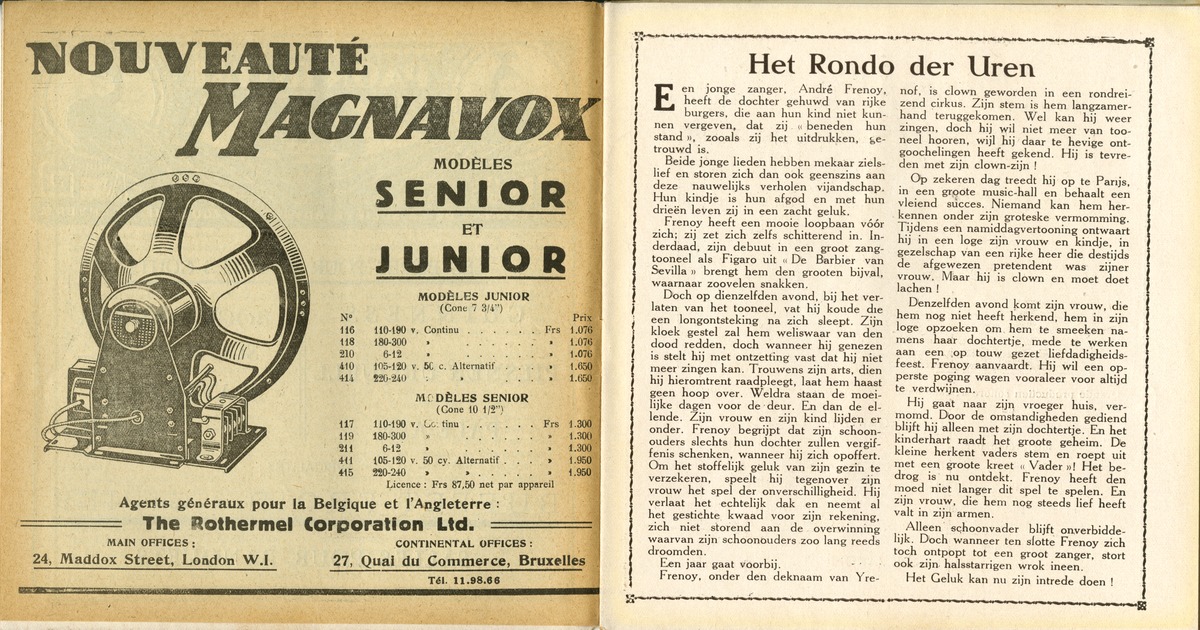 NOUVEAUTÉ
MAGNAVOX
MODÈLES
SENIOR
ET
JUNIOR
MODÈLES JUNIOR
(Cone 7 3/4")
Nº Prix
116 110-190 v. Continu . . . . . . Frs 1.076
118 180-300 » . . . . . . » 1.076
210 6-12 » . . . . . . » 1.076
410 105-120 v. 50 c. Alternatif . . . . » 1.650
414 220-240 : » . . . . » 1.650
MODÈLES SENIOR
(Cone 10 1/2")
117 110-190 v. Continu . . . . . . Frs 1.300
119 180-300 » . . . . . . » 1.300
211 6-12 » . . . . . . » 1.300
411 105-120 v. 50 cy. Alternatif . . . » 1.950
415 220-240 » » . . . » 1.950
Licence : Frs 87,50 net par appareil
Agents généraux pour la Belgique et l'Angleterre :
The Rothermel Corporation Ltd.
MAIN OFFICES :
24, Maddox Street, London W.I.
CONTINENTAL OFFICES :
27, Quai du Commerce, Bruxelles
Tél. 11.98.66
Het Rondo der Uren
Een jonge zanger, André Frenoy,
heeft de dochter gehuwd van rijke
burgers, die aan hun kind niet kun-
nen vergeven, dat zij « beneden hun
stand », zooals zij het uitdrukken, ge-
trouwd is.
Beide jonge lieden hebben mekaar ziels-
lief en storen zich dan ook geenszins aan
deze nauwelijks verholen vijandschap.
Hun kindje is hun afgod en met hun
drieën leven zij in een zacht geluk.
Frenoy heeft een mooie loopbaan vóór
zich; zij zet zich zelfs schitterend in. In-
derdaad, zijn debuut in een groot zang-
tooneel als Figaro uit « De Barbier van
Sevilla » brengt hem den grooten bijval,
waarnaar zoovelen snakken.
Doch op dienzelfden avond, bij het ver-
laten van het tooneel, vat hij koude die
een longontsteking na zich sleept. Zijn
kloek gestel zal hem weliswaar van den
dood redden, doch wanneer hij genezen
is stelt hij met ontzetting vast dat hij niet
meer zingen kan. Trouwens zijn arts, dien
hij hieromtrent raadpleegt, laat hem haast
geen hoop over. Weldra staan de moei-
lijke dagen voor de deur. En dan de el-
lende. Zijn vrouw en zijn kind lijden er
onder. Frenoy begrijpt dat zijn schoon-
ouders slechts hun dochter zullen vergif-
fenis schenken, wanneer hij zich opoffert.
Om het stoffelijk geluk van zijn gezin te
verzekeren, speelt hij tegenover zijn
vrouw het spel der onverschilligheid. Hij
verlaat het echtelijk dak en neemt al
het gestichte kwaad voor zijn rekening,
zich niet storend aan de overwinning
waarvan zijn schoonouders zoo lang reeds
droomden.
Een jaar gaat voorbij.
Frenoy, onder den deknaam van Yre-
nof, is clown geworden in een rondrei-
zend cirkus. Zijn stem is hem langzamer-
hand teruggekomen. Wel kan hij weer
zingen, doch hij wil niet meer van too-
neel hooren, wijl hij daar te hevige ont-
goochelingen heeft gekend. Hij is tevre-
den met zijn clown-zijn !
Op zekeren dag treedt hij op te Parijs,
in een groote music-hall en behaalt een
vleiend succes. Niemand kan hem her-
kennen onder zijn groteske vermomming.
Tijdens een namiddagvertooning ontwaart
hij in een loge zijn vrouw en kindje, in
gezelschap van een rijke heer die destijds
de afgewezen pretendent was zijner
vrouw. Maar hij is clown en moet doet
lachen !
Denzelfden avond komt zijn vrouw, die
hem nog niet heeft herkend, hem in zijn
loge opzoeken om hem te smeeken na-
mens haar dochtertje, mede te werken
aan een op touw gezet liefdadigheids-
feest. Frenoy aanvaardt. Hij wil een op-
perste poging wagen vooraleer voor altijd
te verdwijnen.
Hij gaat naar zijn vroeger huis, ver-
momd. Door de omstandigheden gediend
blijft hij alleen met zijn dochtertje. En het
kinderhart raadt het groote geheim. De
kleine herkent vaders stem en roept uit
met een groote kreet « Vader »! Het be-
drog is nu ontdekt. Frenoy heeft den
moed niet langer dit spel te spelen. En
zijn vrouw, die hem nog steeds lief heeft
valt in zijn armen.
Alleen schoonvader blijft onverbidde-
lijk. Doch wanneer ten slotte Frenoy zich
toch ontpopt tot een groot zanger, stort
ook zijn halsstarrigen wrok ineen.
Het Geluk kan nu zijn intrede doen !